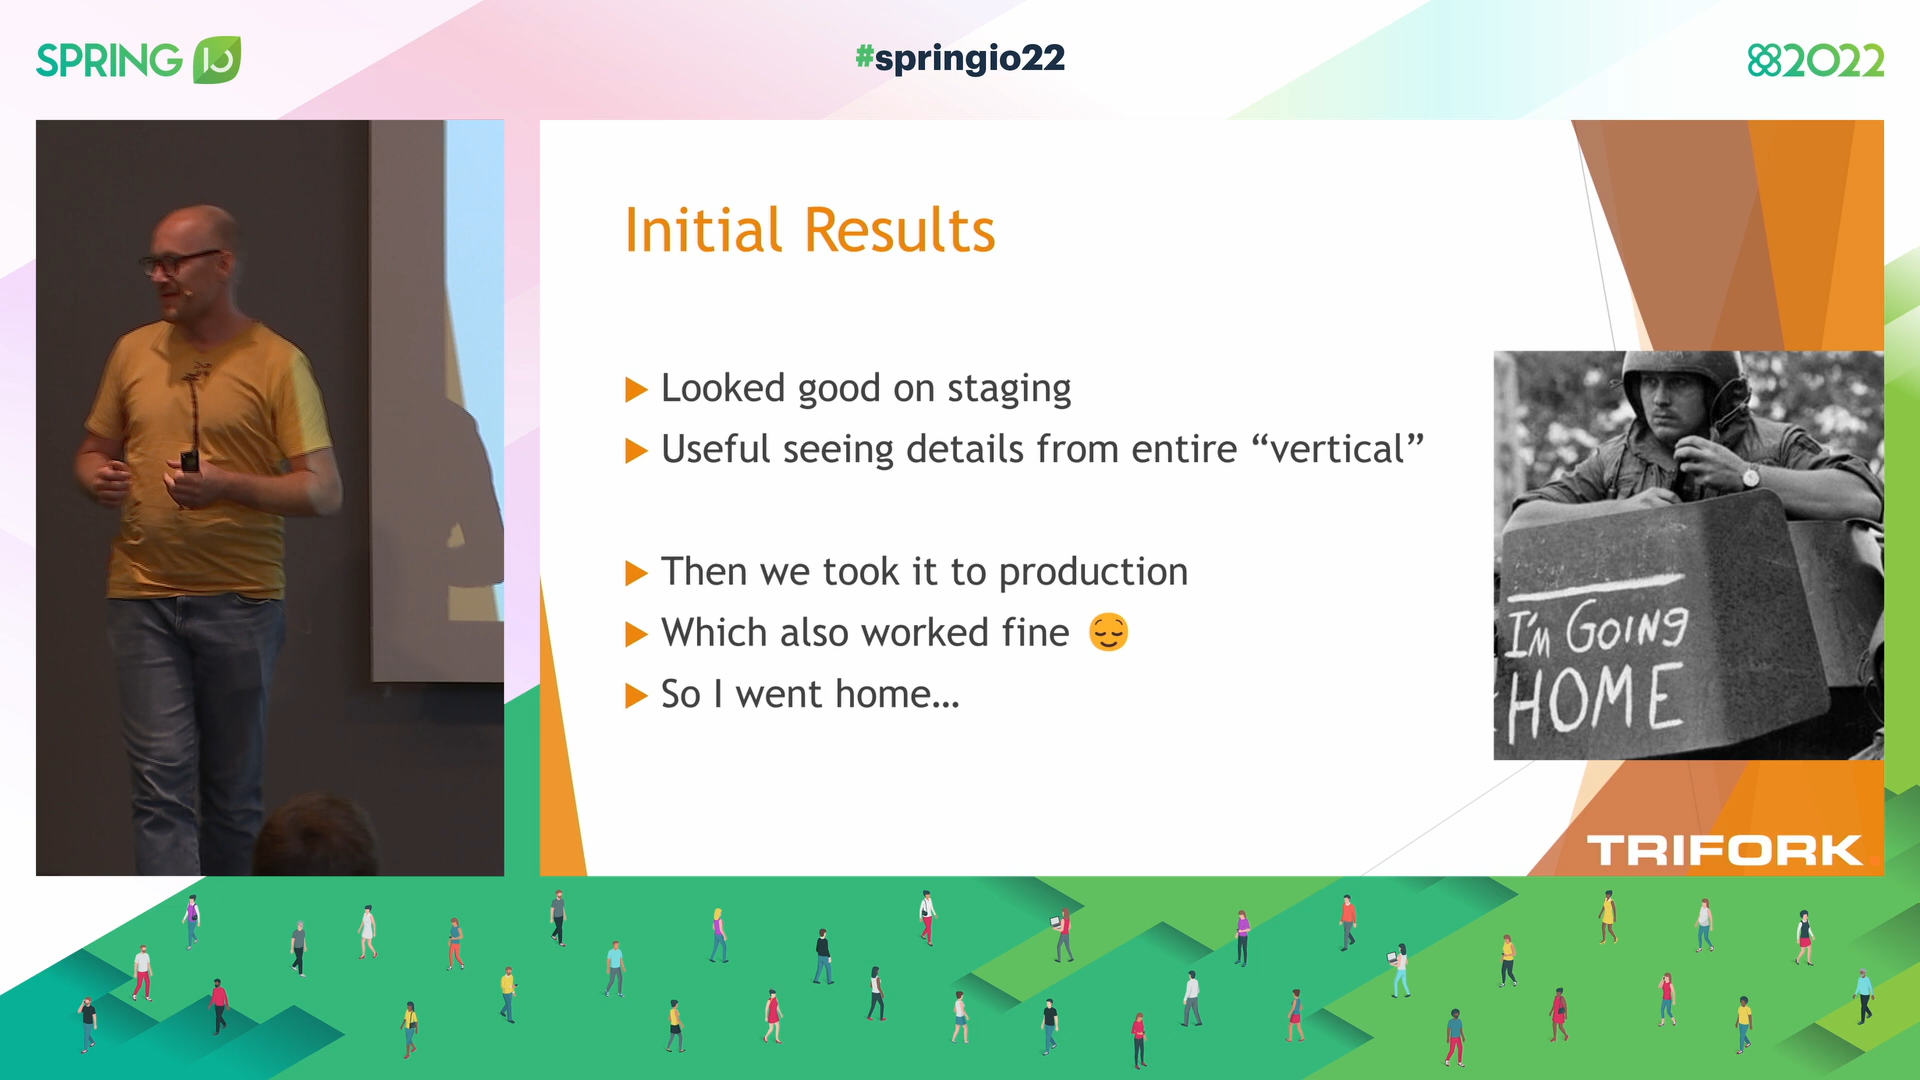 SPRING IO
#springio22
2022
Initial Results
Looked good on staging
Useful seeing details from entire “vertical”
Then we took it to production
Which also worked fine 😌
So I went home…
I'm GOING
HOME
TRIFORK